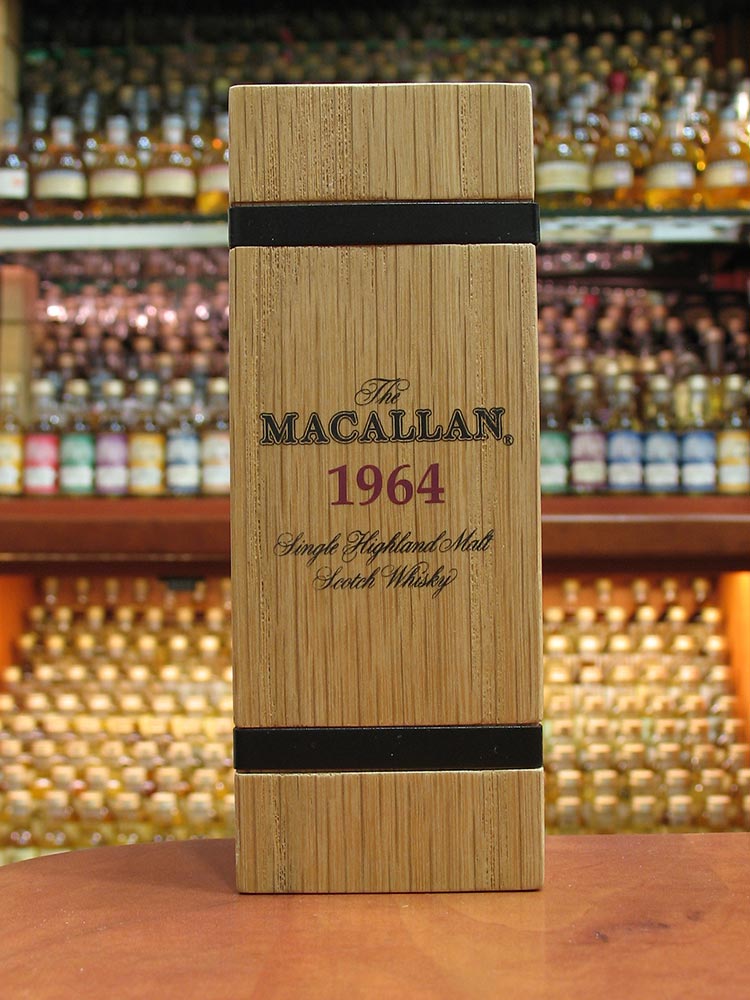 The
MACALLAN®
1964
Single Highland Malt
Scotch Whisky